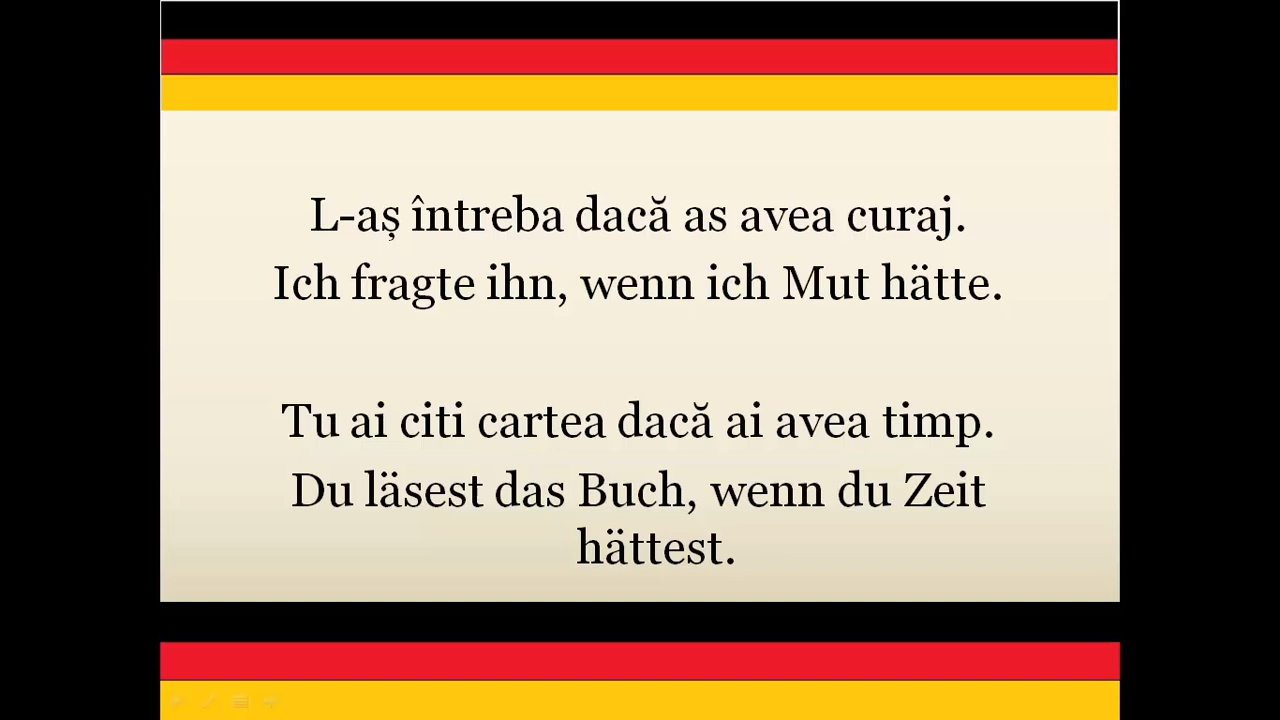 L-aș întreba dacă as avea curaj.
Ich fragte ihn, wenn ich Mut hätte.
Tu ai citi cartea dacă ai avea timp.
Du läsest das Buch, wenn du Zeit
hättest.